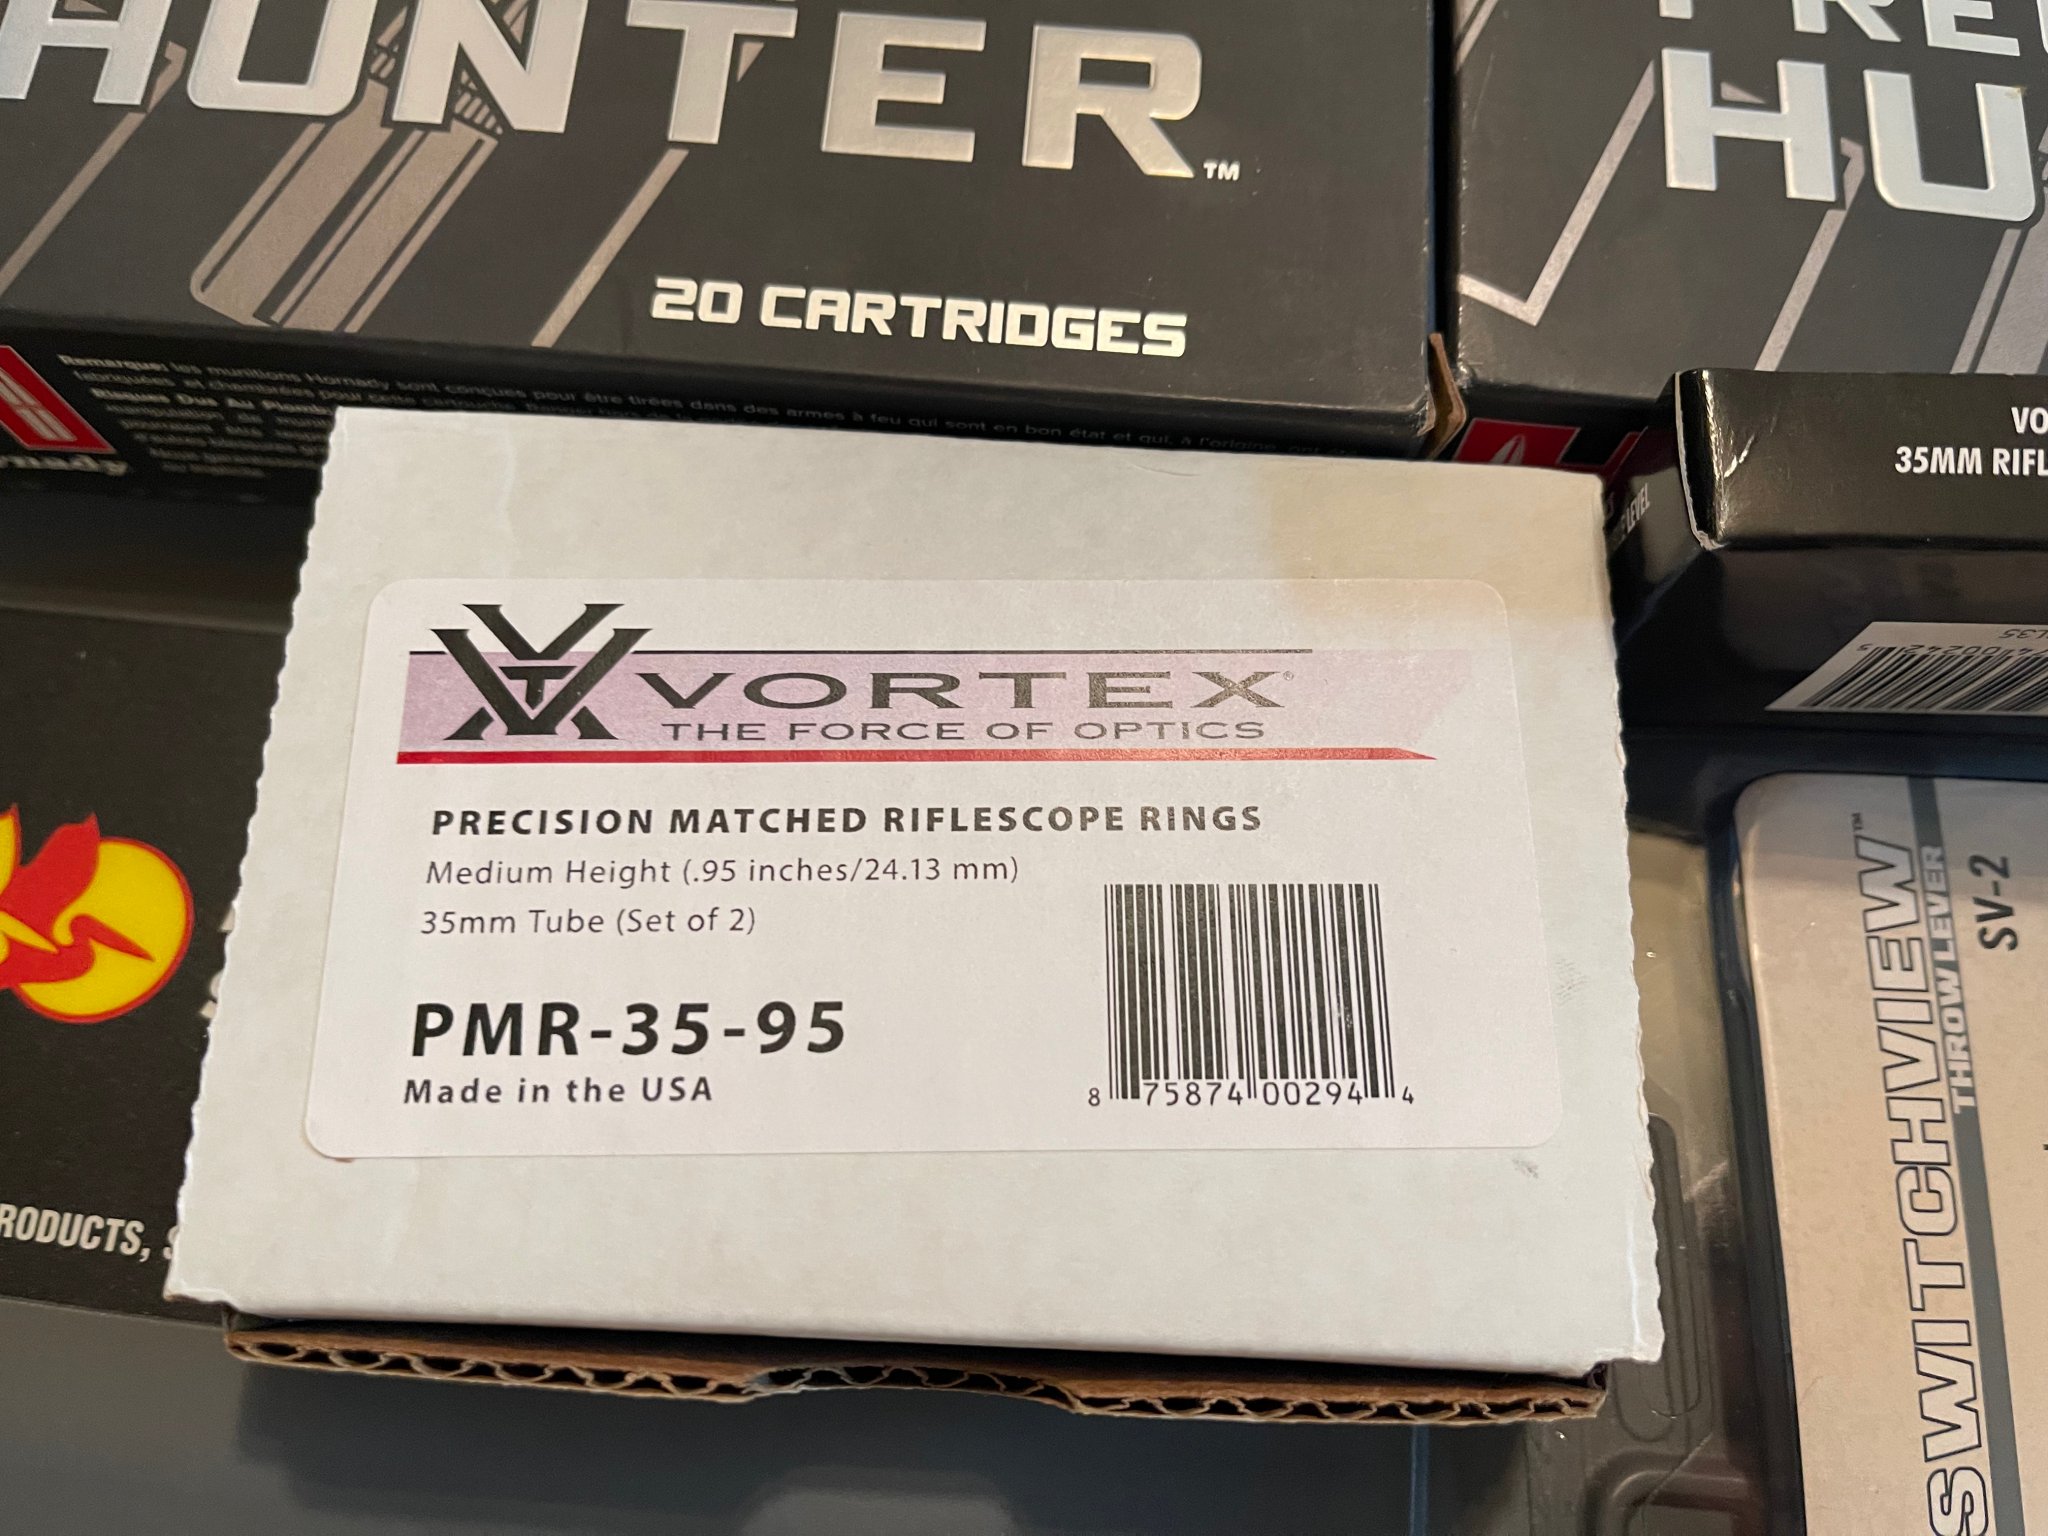 HUNTER™
20 CARTRIDGES
HU
VO
35MM RIFL
LEVEL
VORTEX®
THE FORCE OF OPTICS
PRECISION MATCHED RIFLESCOPE RINGS
Medium Height (.95 inches/24.13 mm)
35mm Tube (Set of 2)
PMR-35-95
Made in the USA
8 75874 00294 4
RODUCTS,
SWITCHVIEW™
THROWLEVER
SV-2